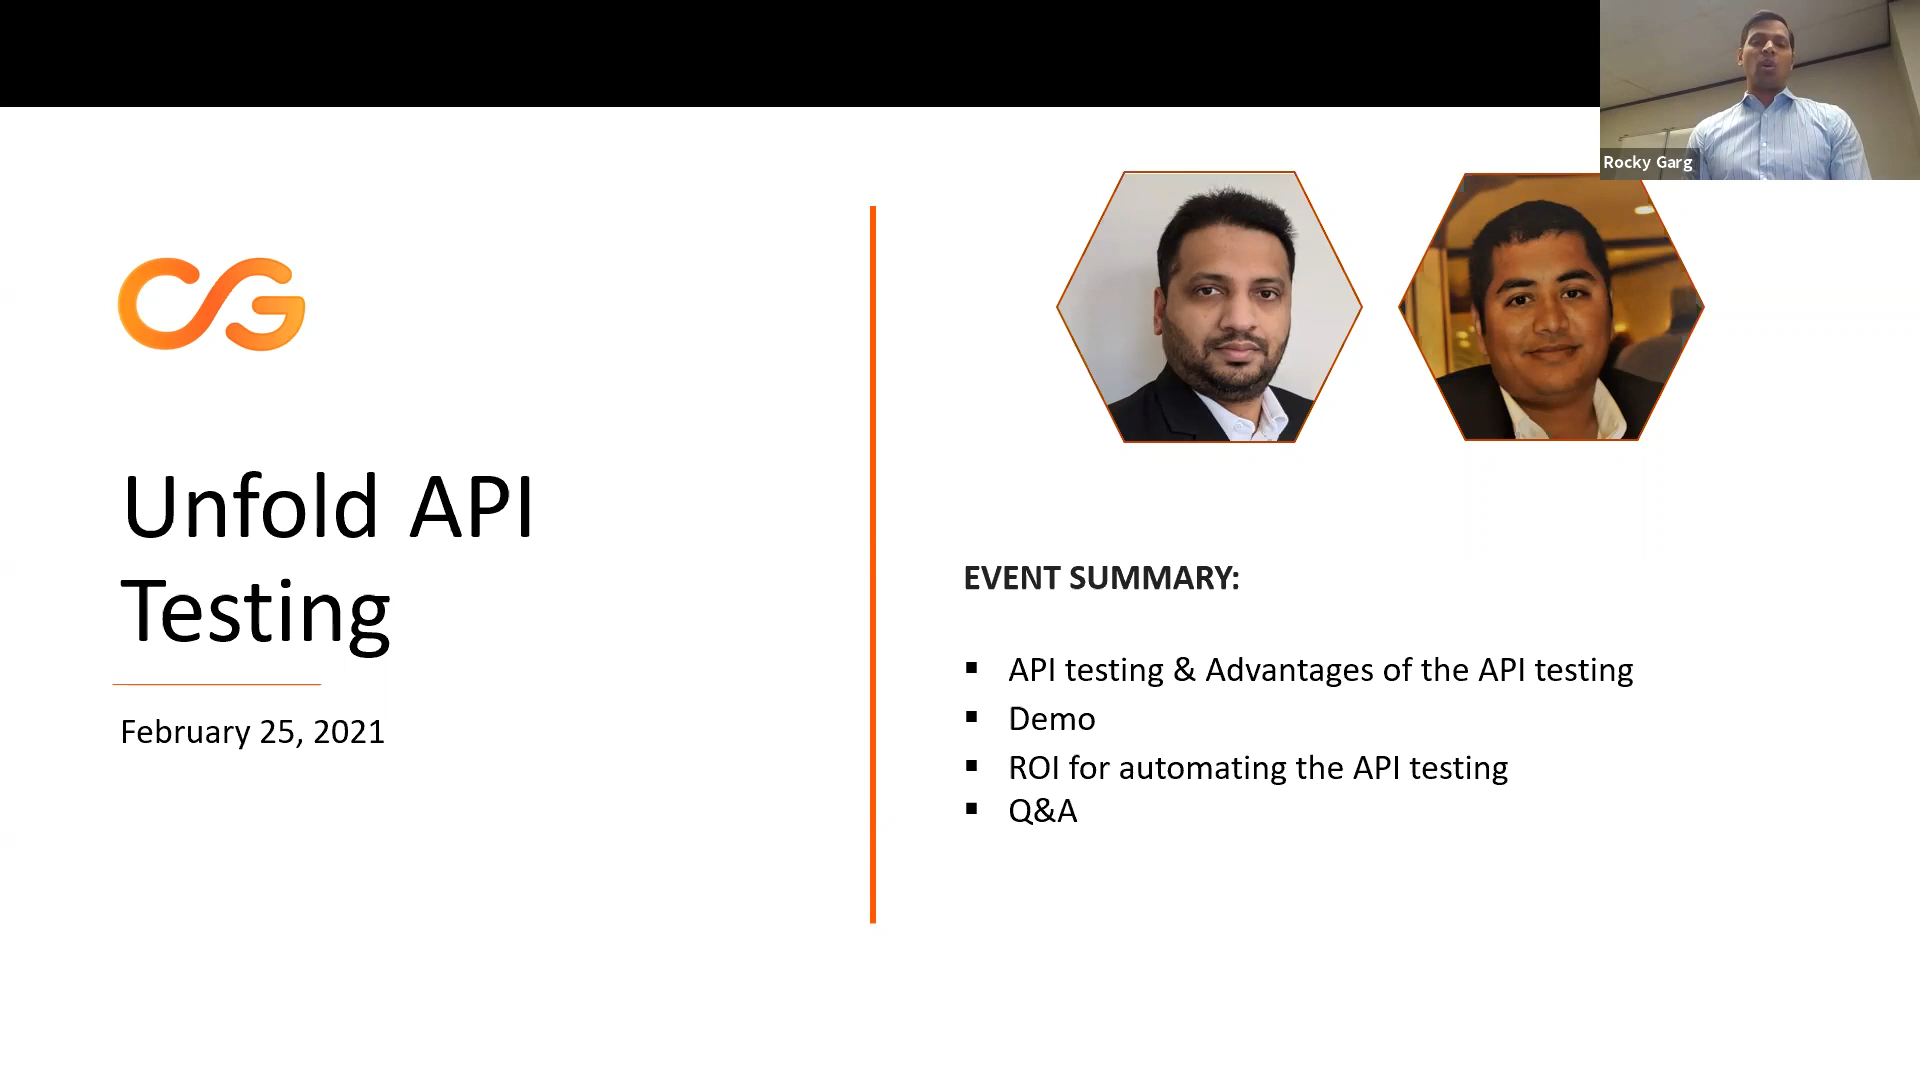 Rocky Garg
CG
Unfold API
Testing
February 25, 2021
EVENT SUMMARY:
▪ API testing & Advantages of the API testing
▪ Demo
▪ ROI for automating the API testing
▪ Q&A